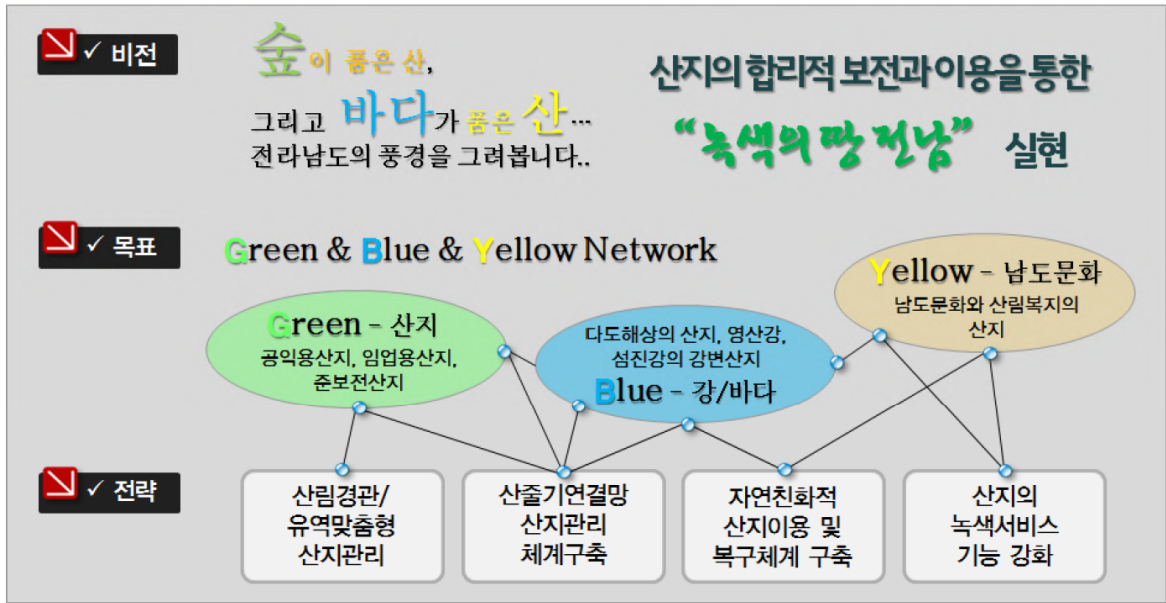 ✓ 비전
숲이 품은 산,
그리고 바다가 품은 산…
전라남도의 풍경을 그려봅니다..
산지의 합리적 보전과 이용을 통한
“녹색의 땅 전남” 실현
✓ 목표
Green & Blue & Yellow Network
Green - 산지
공익용산지, 임업용산지,
준보전산지
다도해상의 산지, 영산강,
섬진강의 강변산지
Blue - 강/바다
Yellow - 남도문화
남도문화와 산림복지의
산지
✓ 전략
산림경관/
유역맞춤형
산지관리
산줄기연결망
산지관리
체계구축
자연친화적
산지이용 및
복구체계 구축
산지의
녹색서비스
기능 강화